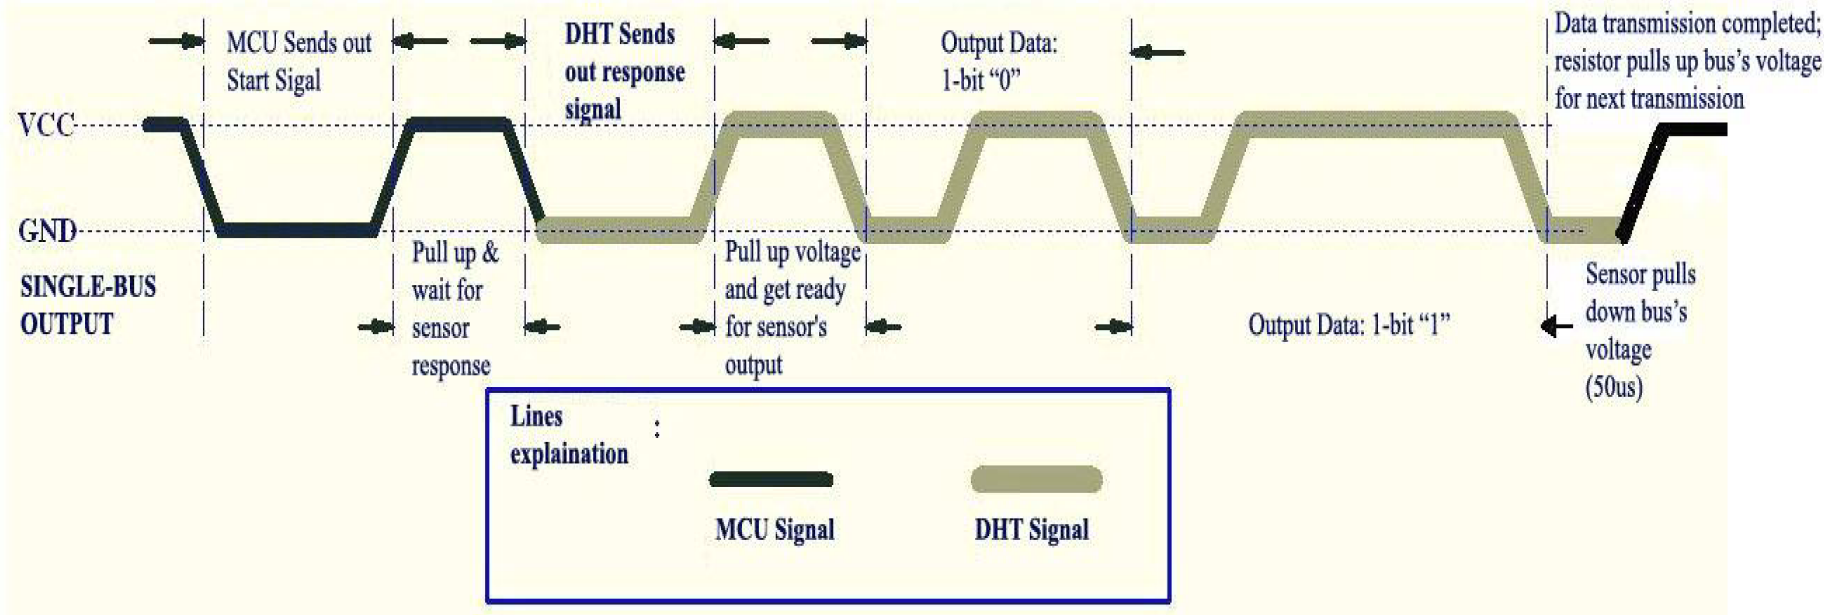 MCU Sends out
Start Sigal
DHT Sends
out response
signal
Output Data:
1-bit “0”
Data transmission completed;
resistor pulls up bus’s voltage
for next transmission
VCC
GND
SINGLE-BUS
OUTPUT
Pull up &
wait for
sensor
response
Pull up voltage
and get ready
for sensor's
output
Output Data: 1-bit “1”
Sensor pulls
down bus’s
voltage
(50us)
Lines
explaination :
MCU Signal
DHT Signal